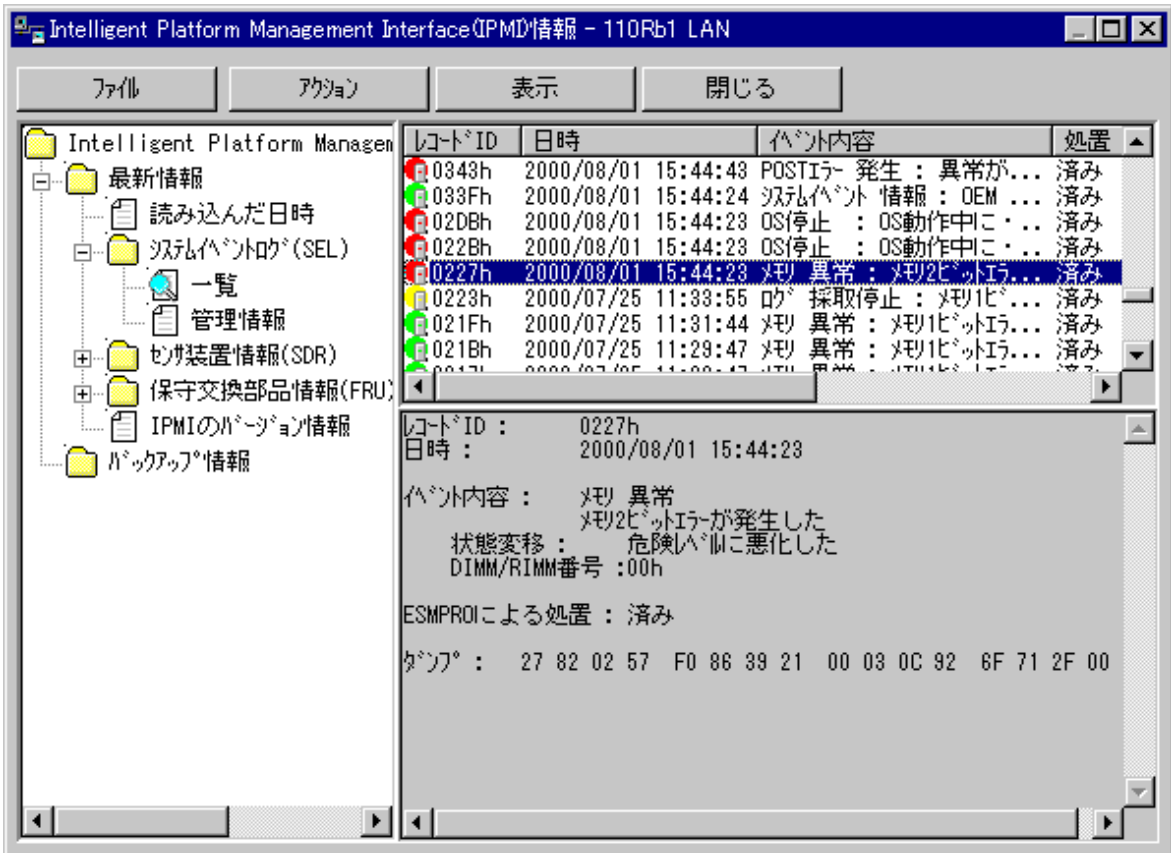 Intelligent Platform Management Interface(IPMI)情報 - 110Rb1 LAN
ﾌｧｲﾙ ｱｸｼｮﾝ 表示 閉じる
Intelligent Platform Managem
最新情報
読み込んだ日時
ｼｽﾃﾑｲﾍﾞﾝﾄﾛｸﾞ(SEL)
一覧
管理情報
ｾﾝｻ装置情報(SDR)
保守交換部品情報(FRU)
IPMIのﾊﾞｰｼﾞｮﾝ情報
ﾊﾞｯｸｱｯﾌﾟ情報
ﾚｺｰﾄﾞID 日時 ｲﾍﾞﾝﾄ内容 処置
0343h 2000/08/01 15:44:43 POSTｴﾗｰ 発生 : 異常が... 済み
033Fh 2000/08/01 15:44:24 ｼｽﾃﾑｲﾍﾞﾝﾄ 情報 : OEM ... 済み
02DBh 2000/08/01 15:44:23 OS停止 : OS動作中に・... 済み
022Bh 2000/08/01 15:44:23 OS停止 : OS動作中に・... 済み
0227h 2000/08/01 15:44:23 ﾒﾓﾘ 異常 : ﾒﾓﾘ2ﾋﾞｯﾄｴﾗ... 済み
0223h 2000/07/25 11:33:55 ﾛｸﾞ 採取停止 : ﾒﾓﾘ1ﾋﾞ... 済み
021Fh 2000/07/25 11:31:44 ﾒﾓﾘ 異常 : ﾒﾓﾘ1ﾋﾞｯﾄｴﾗ... 済み
021Bh 2000/07/25 11:29:47 ﾒﾓﾘ 異常 : ﾒﾓﾘ1ﾋﾞｯﾄｴﾗ... 済み
ﾚｺｰﾄﾞID : 0227h
日時 : 2000/08/01 15:44:23
ｲﾍﾞﾝﾄ内容 : ﾒﾓﾘ 異常
ﾒﾓﾘ2ﾋﾞｯﾄｴﾗｰが発生した
状態変移 : 危険ﾚﾍﾞﾙに悪化した
DIMM/RIMM番号 :00h
ESMPROによる処置 : 済み
ﾀﾞﾝﾌﾟ : 27 82 02 57 F0 86 39 21 00 03 0C 92 6F 71 2F 00